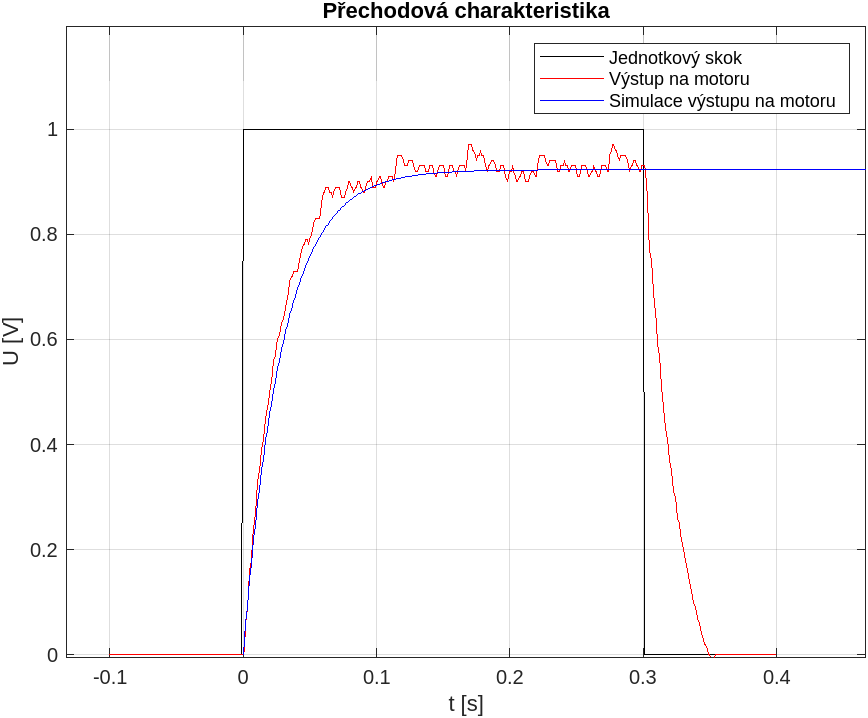 Přechodová charakteristika
Jednotkový skok
Výstup na motoru
Simulace výstupu na motoru
1
0.8
0.6
0.4
0.2
0
U [V]
-0.1 0 0.1 0.2 0.3 0.4
t [s]